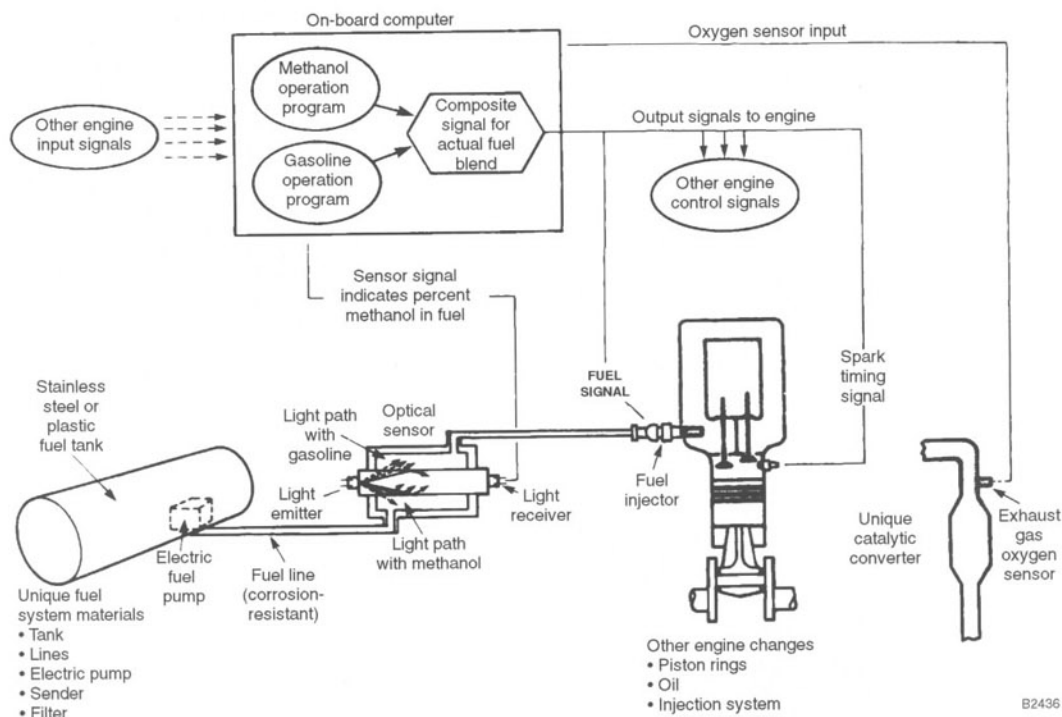 On-board computer
Oxygen sensor input
Methanol
operation
program
Other engine
input signals
Composite
signal for
actual fuel
blend
Output signals to engine
Gasoline
operation
program
Other engine
control signals
Sensor signal
indicates percent
methanol in fuel
Spark
timing
signal
FUEL
SIGNAL
Stainless
steel or
plastic
fuel tank
Light path
with
gasoline
Optical
sensor
Light
emitter
Light
receiver
Fuel
injector
Light path
with methanol
Electric
fuel
pump
Fuel line
(corrosion-
resistant)
Unique
catalytic
converter
Exhaust
gas
oxygen
sensor
Unique fuel
system materials
• Tank
• Lines
• Electric pump
• Sender
• Filter
Other engine changes
• Piston rings
• Oil
• Injection system
B2436